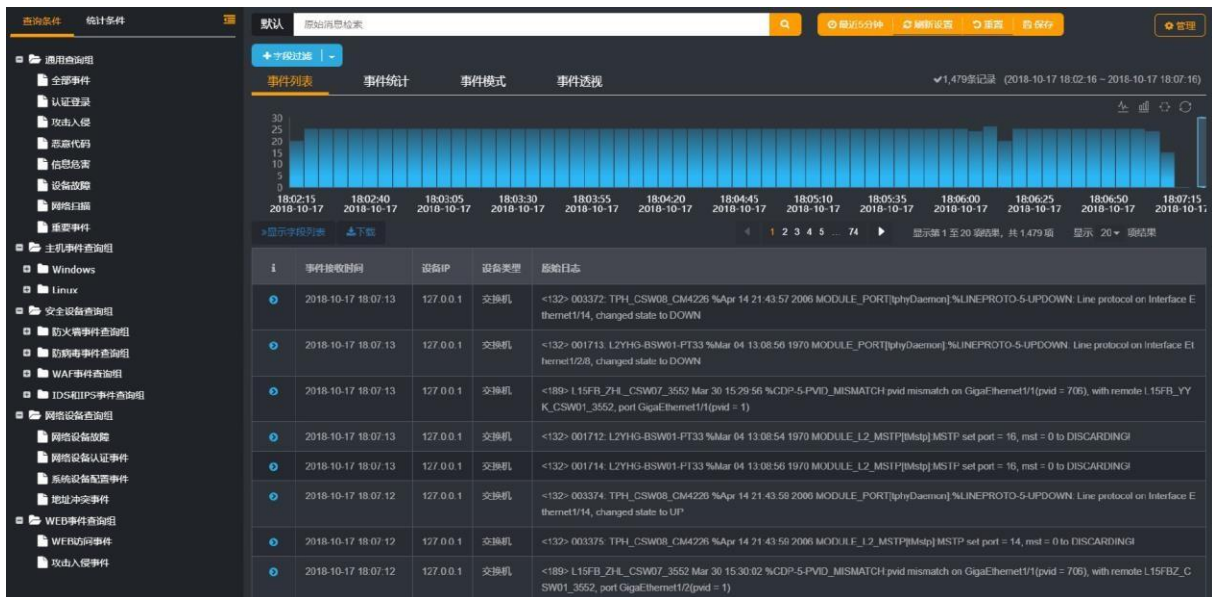 查询条件 统计条件
通用查询组
全部事件
认证登录
攻击入侵
恶意代码
信息危害
设备故障
网络扫描
重要事件
主机事件查询组
Windows
Linux
安全设备查询组
防火墙事件查询组
防病毒事件查询组
WAF事件查询组
IDS和IPS事件查询组
网络设备查询组
网络设备故障
网络设备认证事件
系统设备配置事件
地址冲突事件
WEB事件查询组
WEB访问事件
攻击入侵事件
默认 原始消息检索 最近5分钟 刷新设置 重置 保存 管理
字段过滤
事件列表 事件统计 事件模式 事件透视 1,479条记录 (2018-10-17 18:02:16 ~ 2018-10-17 18:07:16)
30
25
20
15
10
5
0
18:02:15 18:02:40 18:03:05 18:03:30 18:03:55 18:04:20 18:04:45 18:05:10 18:05:35 18:06:00 18:06:25 18:06:50 18:07:15
2018-10-17 2018-10-17 2018-10-17 2018-10-17 2018-10-17 2018-10-17 2018-10-17 2018-10-17 2018-10-17 2018-10-17 2018-10-17 2018-10-17 2018-10-17
»显示字段列表 下载 1 2 3 4 5 ... 74 显示第 1 至 20 项结果, 共 1,479 项 显示 20 项结果
i 事件接收时间 设备IP 设备类型 原始日志
2018-10-17 18:07:13 127.0.0.1 交换机 <132> 003372: TPH_CSW08_CM4226 %Apr 14 21:43:57 2006 MODULE_PORT[tphyDaemon]:%LINEPROTO-5-UPDOWN: Line protocol on Interface E
thernet1/14, changed state to DOWN
2018-10-17 18:07:13 127.0.0.1 交换机 <132> 001713: L2YHG-BSW01-PT33 %Mar 04 13:08:56 1970 MODULE_PORT[tphyDaemon]:%LINEPROTO-5-UPDOWN: Line protocol on Interface Et
hernet1/2/8, changed state to DOWN
2018-10-17 18:07:13 127.0.0.1 交换机 <189> L15FB_ZHL_CSW07_3552 Mar 30 15:29:56 %CDP-5-PVID_MISMATCH:pvid mismatch on GigaEthernet1/1(pvid = 706), with remote L15FB_YY
K_CSW01_3552, port GigaEthernet1/1(pvid = 1)
2018-10-17 18:07:13 127.0.0.1 交换机 <132> 001712: L2YHG-BSW01-PT33 %Mar 04 13:08:54 1970 MODULE_L2_MSTP[tMstp]:MSTP set port = 16, mst = 0 to DISCARDING!
2018-10-17 18:07:13 127.0.0.1 交换机 <132> 001714: L2YHG-BSW01-PT33 %Mar 04 13:08:56 1970 MODULE_L2_MSTP[tMstp]:MSTP set port = 16, mst = 0 to DISCARDING!
2018-10-17 18:07:12 127.0.0.1 交换机 <132> 003374: TPH_CSW08_CM4226 %Apr 14 21:43:59 2006 MODULE_PORT[tphyDaemon]:%LINEPROTO-5-UPDOWN: Line protocol on Interface E
thernet1/14, changed state to UP
2018-10-17 18:07:12 127.0.0.1 交换机 <132> 003375: TPH_CSW08_CM4226 %Apr 14 21:43:59 2006 MODULE_L2_MSTP[tMstp]:MSTP set port = 14, mst = 0 to DISCARDING!
2018-10-17 18:07:12 127.0.0.1 交换机 <189> L15FB_ZHL_CSW07_3552 Mar 30 15:30:02 %CDP-5-PVID_MISMATCH:pvid mismatch on GigaEthernet1/1(pvid = 706), with remote L15FBZ_C
SW01_3552, port GigaEthernet1/2(pvid = 1)